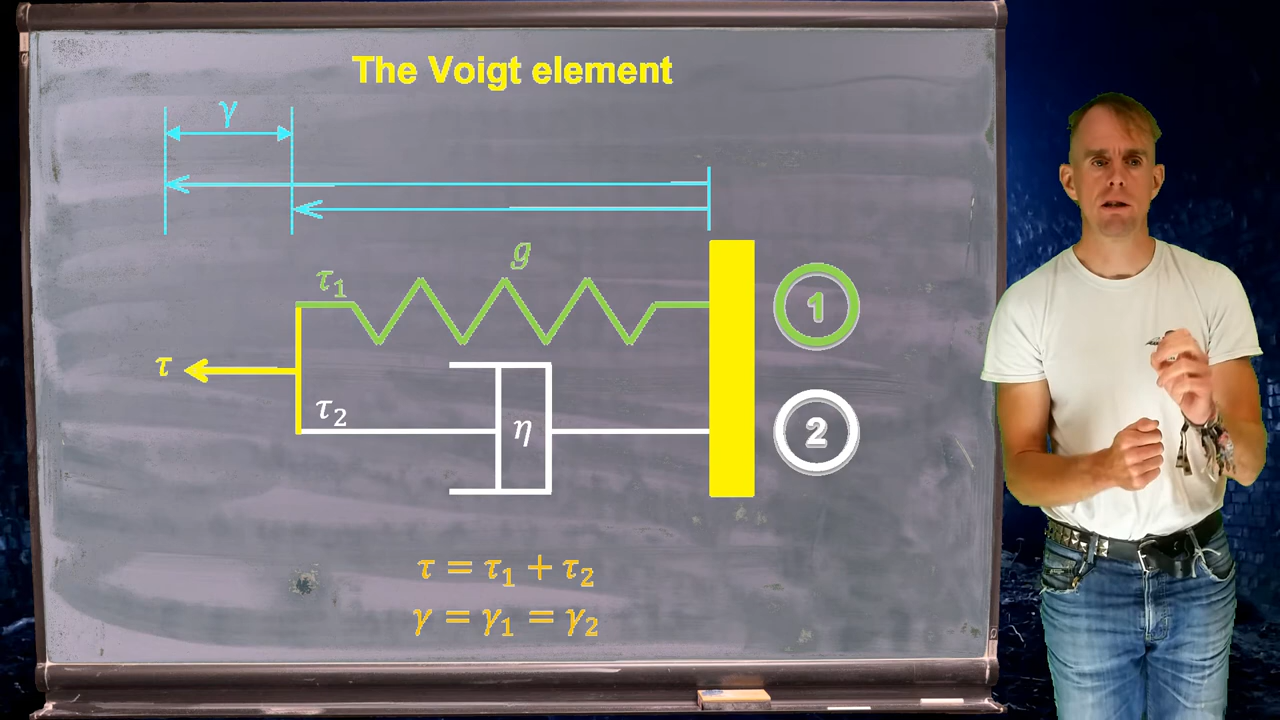 The Voigt element
γ
g
τ₁
1
τ
τ₂
η
2
τ = τ₁ + τ₂
γ = γ₁ = γ₂